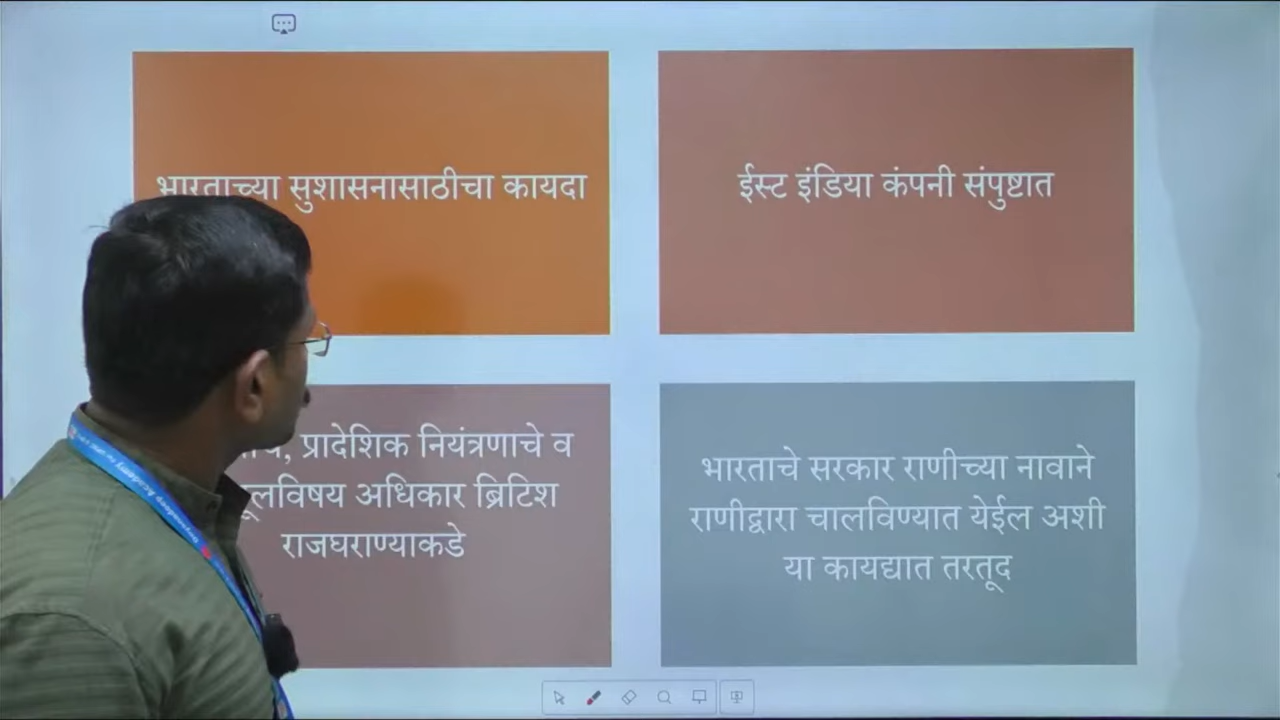 भारताच्या सुशासनासाठीचा कायदा
ईस्ट इंडिया कंपनी संपुष्टात
प्रादेशिक नियंत्रणाचे व
अधिकार ब्रिटिश
राजघराण्याकडे
भारताचे सरकार राणीच्या नावाने
राणीद्वारा चालविण्यात येईल अशी
या कायद्यात तरतूद